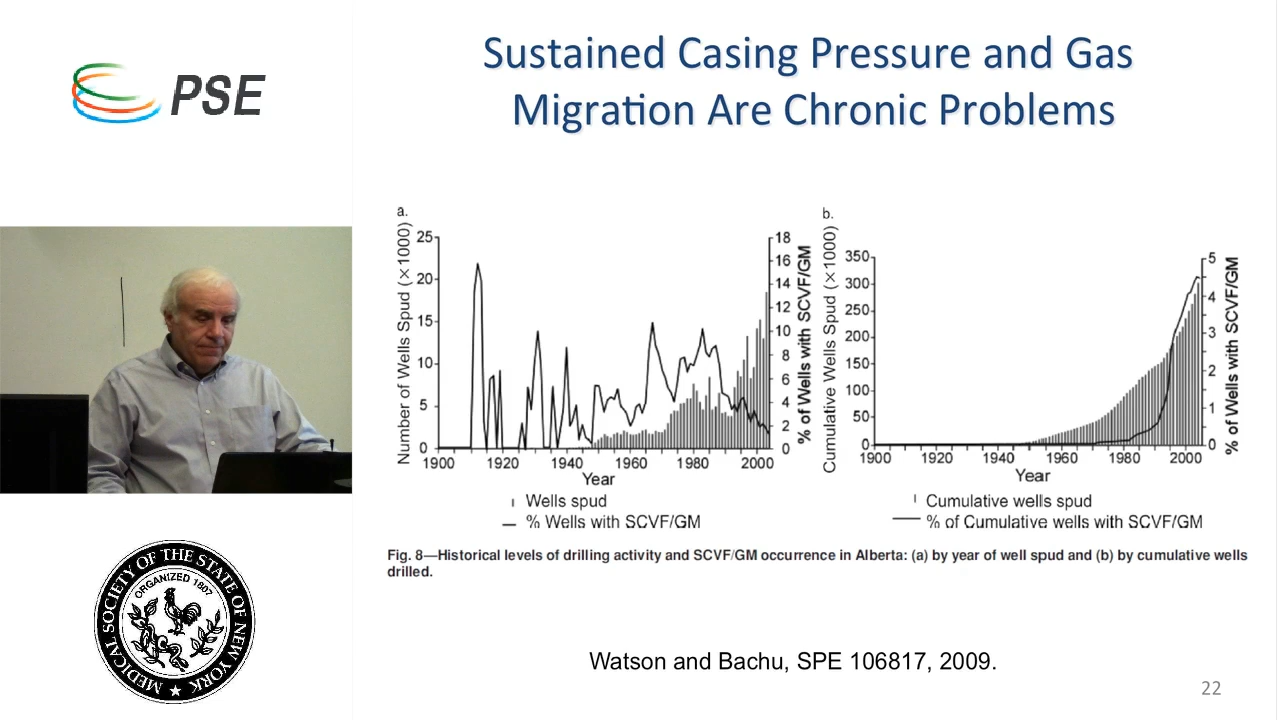 PSE
Sustained Casing Pressure and Gas
Migration Are Chronic Problems
a.
Number of Wells Spud (×1000)
25
20
15
10
5
0
18
16
14
12
10
8
6
4
2
0
% of Wells with SCVF/GM
1900 1920 1940 1960 1980 2000
Year
Wells spud
% Wells with SCVF/GM
b.
Cumulative Wells Spud (×1000)
350
300
250
200
150
100
50
0
5
4
3
2
1
0
% of Wells with SCVF/GM
1900 1920 1940 1960 1980 2000
Year
Cumulative wells spud
% of Cumulative wells with SCVF/GM
Fig. 8—Historical levels of drilling activity and SCVF/GM occurrence in Alberta: (a) by year of well spud and (b) by cumulative wells
drilled.
Watson and Bachu, SPE 106817, 2009.
22
MEDICAL SOCIETY OF THE STATE OF NEW YORK
ORGANIZED 1807